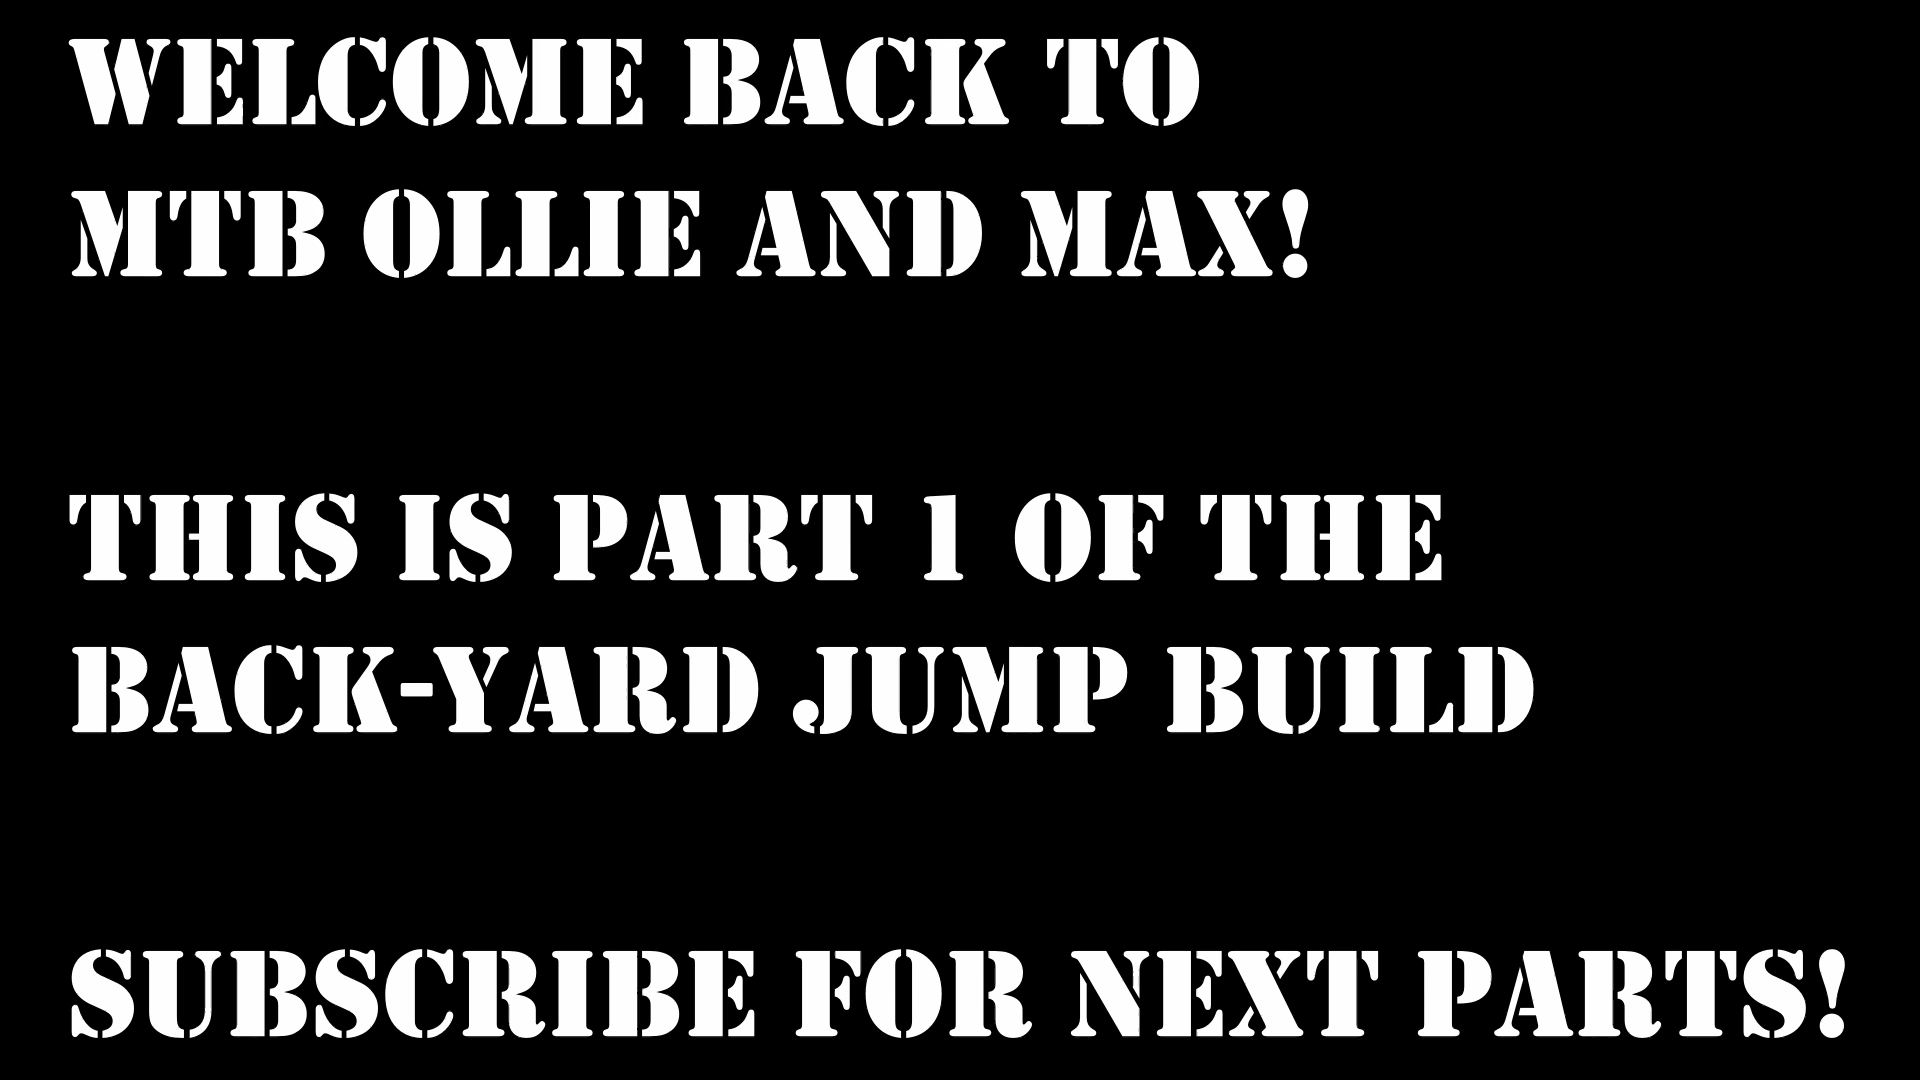 WELCOME BACK TO
MTB OLLIE AND MAX!
THIS IS PART 1 OF THE
BACK-YARD JUMP BUILD
SUBSCRIBE FOR NEXT PARTS!